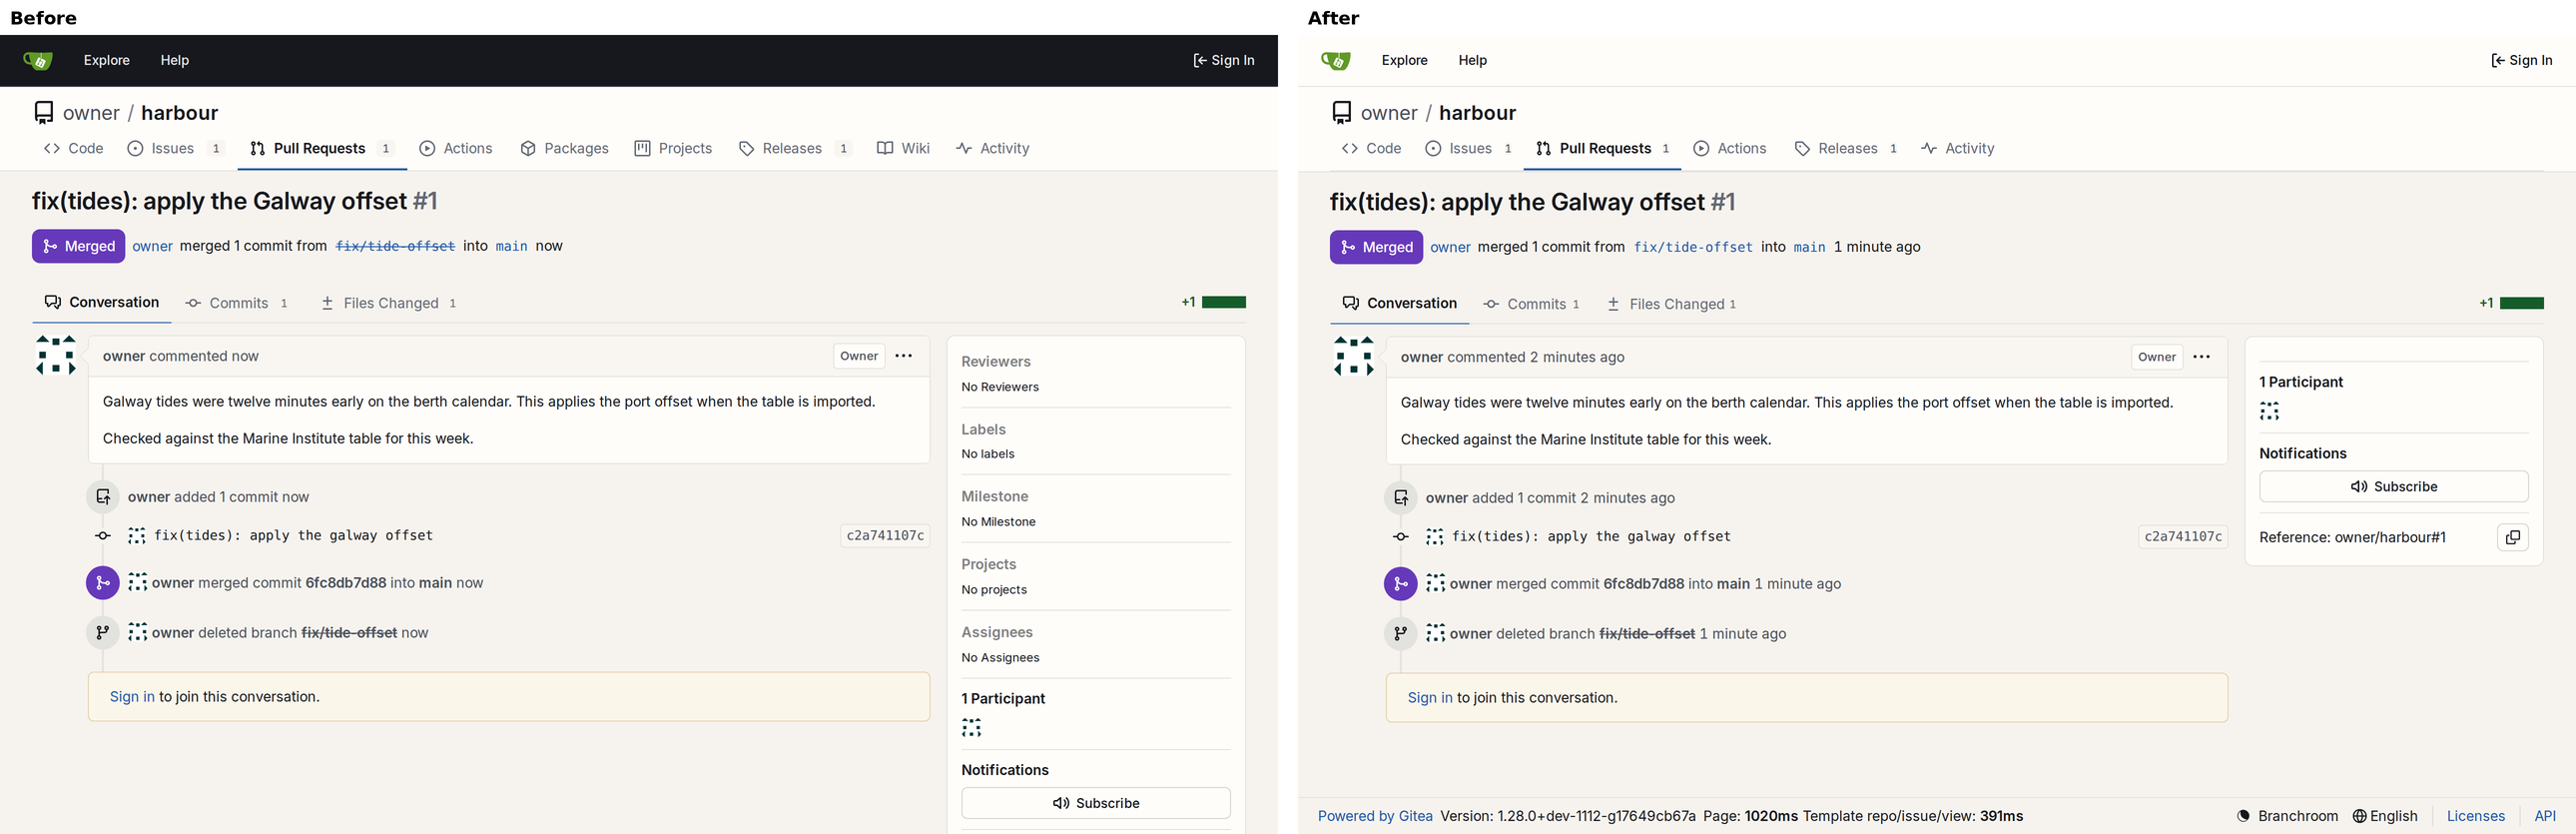 Before
Explore Help Sign In
owner / harbour
Code Issues 1 Pull Requests 1 Actions Packages Projects Releases 1 Wiki Activity
fix(tides): apply the Galway offset #1
Merged owner merged 1 commit from fix/tide-offset into main now
Conversation Commits 1 Files Changed 1 +1
owner commented now Owner
Galway tides were twelve minutes early on the berth calendar. This applies the port offset when the table is imported.
Checked against the Marine Institute table for this week.
owner added 1 commit now
fix(tides): apply the galway offset c2a741107c
owner merged commit 6fc8db7d88 into main now
owner deleted branch fix/tide-offset now
Sign in to join this conversation.
Reviewers
No Reviewers
Labels
No labels
Milestone
No Milestone
Projects
No projects
Assignees
No Assignees
1 Participant
Notifications
Subscribe
After
Explore Help Sign In
owner / harbour
Code Issues 1 Pull Requests 1 Actions Releases 1 Activity
fix(tides): apply the Galway offset #1
Merged owner merged 1 commit from fix/tide-offset into main 1 minute ago
Conversation Commits 1 Files Changed 1 +1
owner commented 2 minutes ago Owner
Galway tides were twelve minutes early on the berth calendar. This applies the port offset when the table is imported.
Checked against the Marine Institute table for this week.
owner added 1 commit 2 minutes ago
fix(tides): apply the galway offset c2a741107c
owner merged commit 6fc8db7d88 into main 1 minute ago
owner deleted branch fix/tide-offset 1 minute ago
Sign in to join this conversation.
1 Participant
Notifications
Subscribe
Reference: owner/harbour#1
Powered by Gitea Version: 1.28.0+dev-1112-g17649cb67a Page: 1020ms Template repo/issue/view: 391ms Branchroom English Licenses API